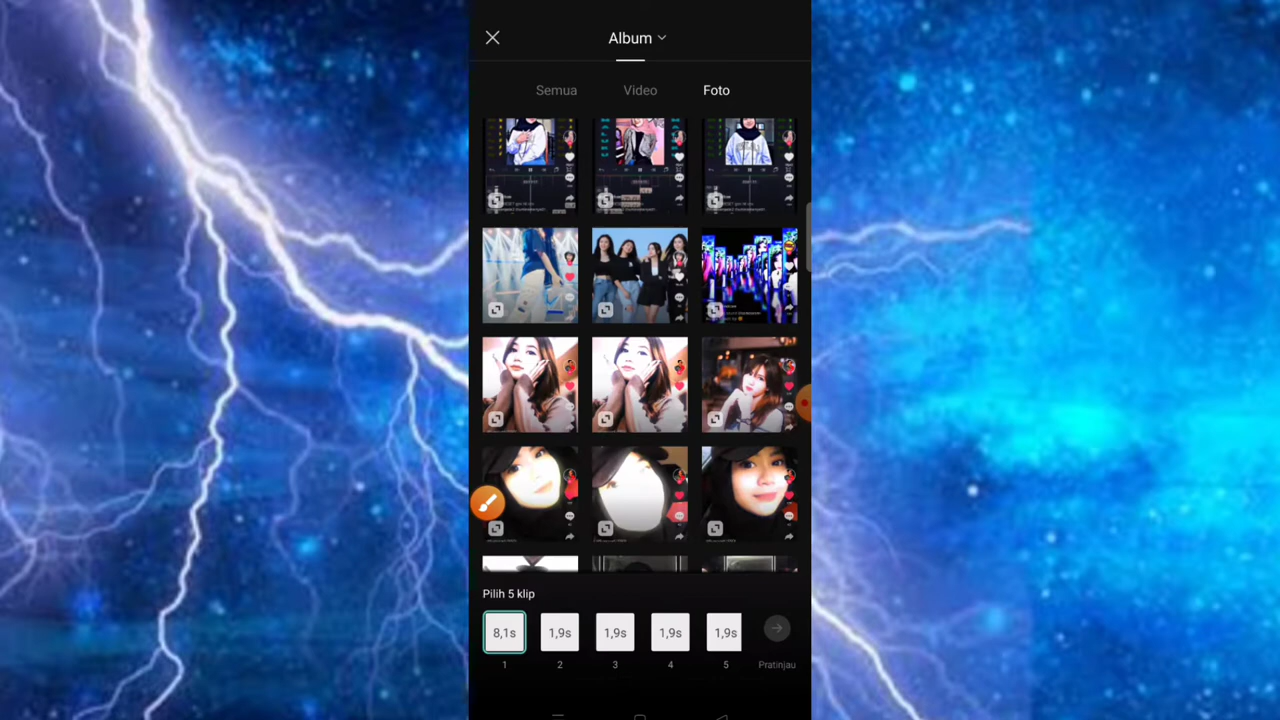 Album
Semua Video Foto
Pilih 5 klip
8,1s 1,9s 1,9s 1,9s 1,9s
1 2 3 4 5 Pratinjau